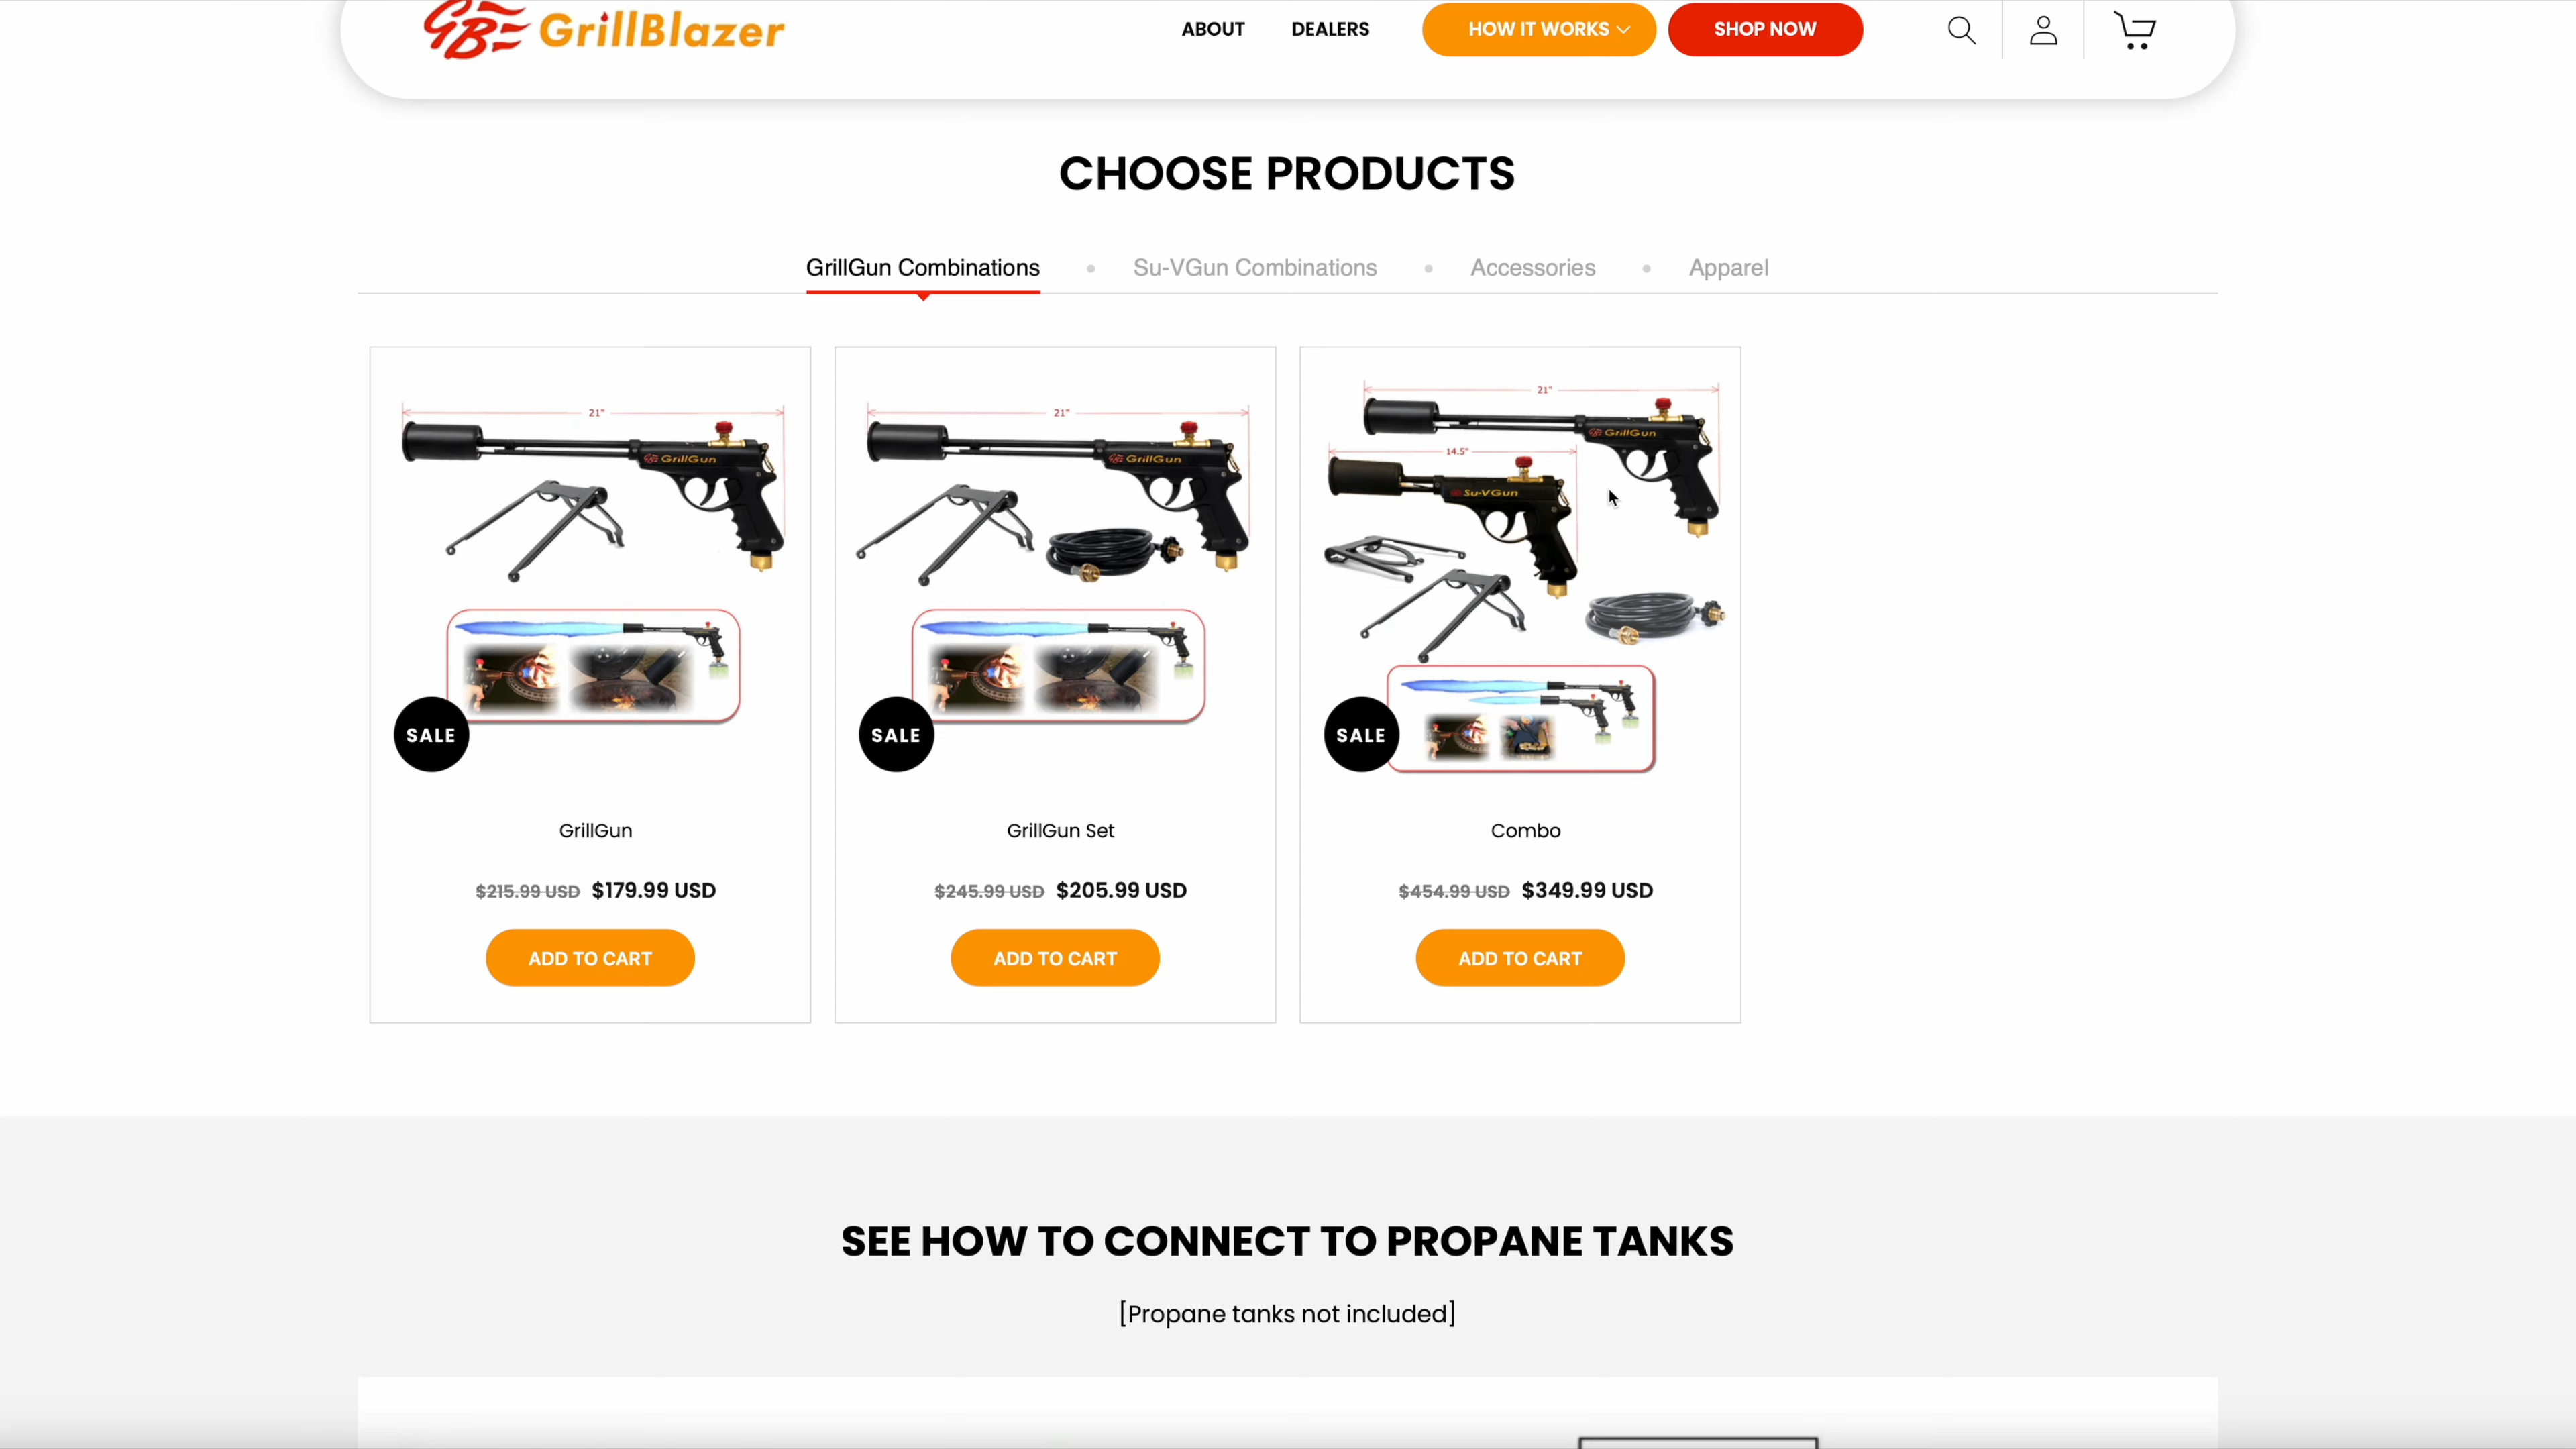 GBE GrillBlazer
ABOUT
DEALERS
HOW IT WORKS
SHOP NOW
CHOOSE PRODUCTS
GrillGun Combinations
Su-VGun Combinations
Accessories
Apparel
21"
GrillGun
SALE
GrillGun
$215.99 USD $179.99 USD
ADD TO CART
21"
GrillGun
SALE
GrillGun Set
$245.99 USD $205.99 USD
ADD TO CART
21"
GrillGun
14.5"
Su-VGun
SALE
Combo
$454.99 USD $349.99 USD
ADD TO CART
SEE HOW TO CONNECT TO PROPANE TANKS
[Propane tanks not included]